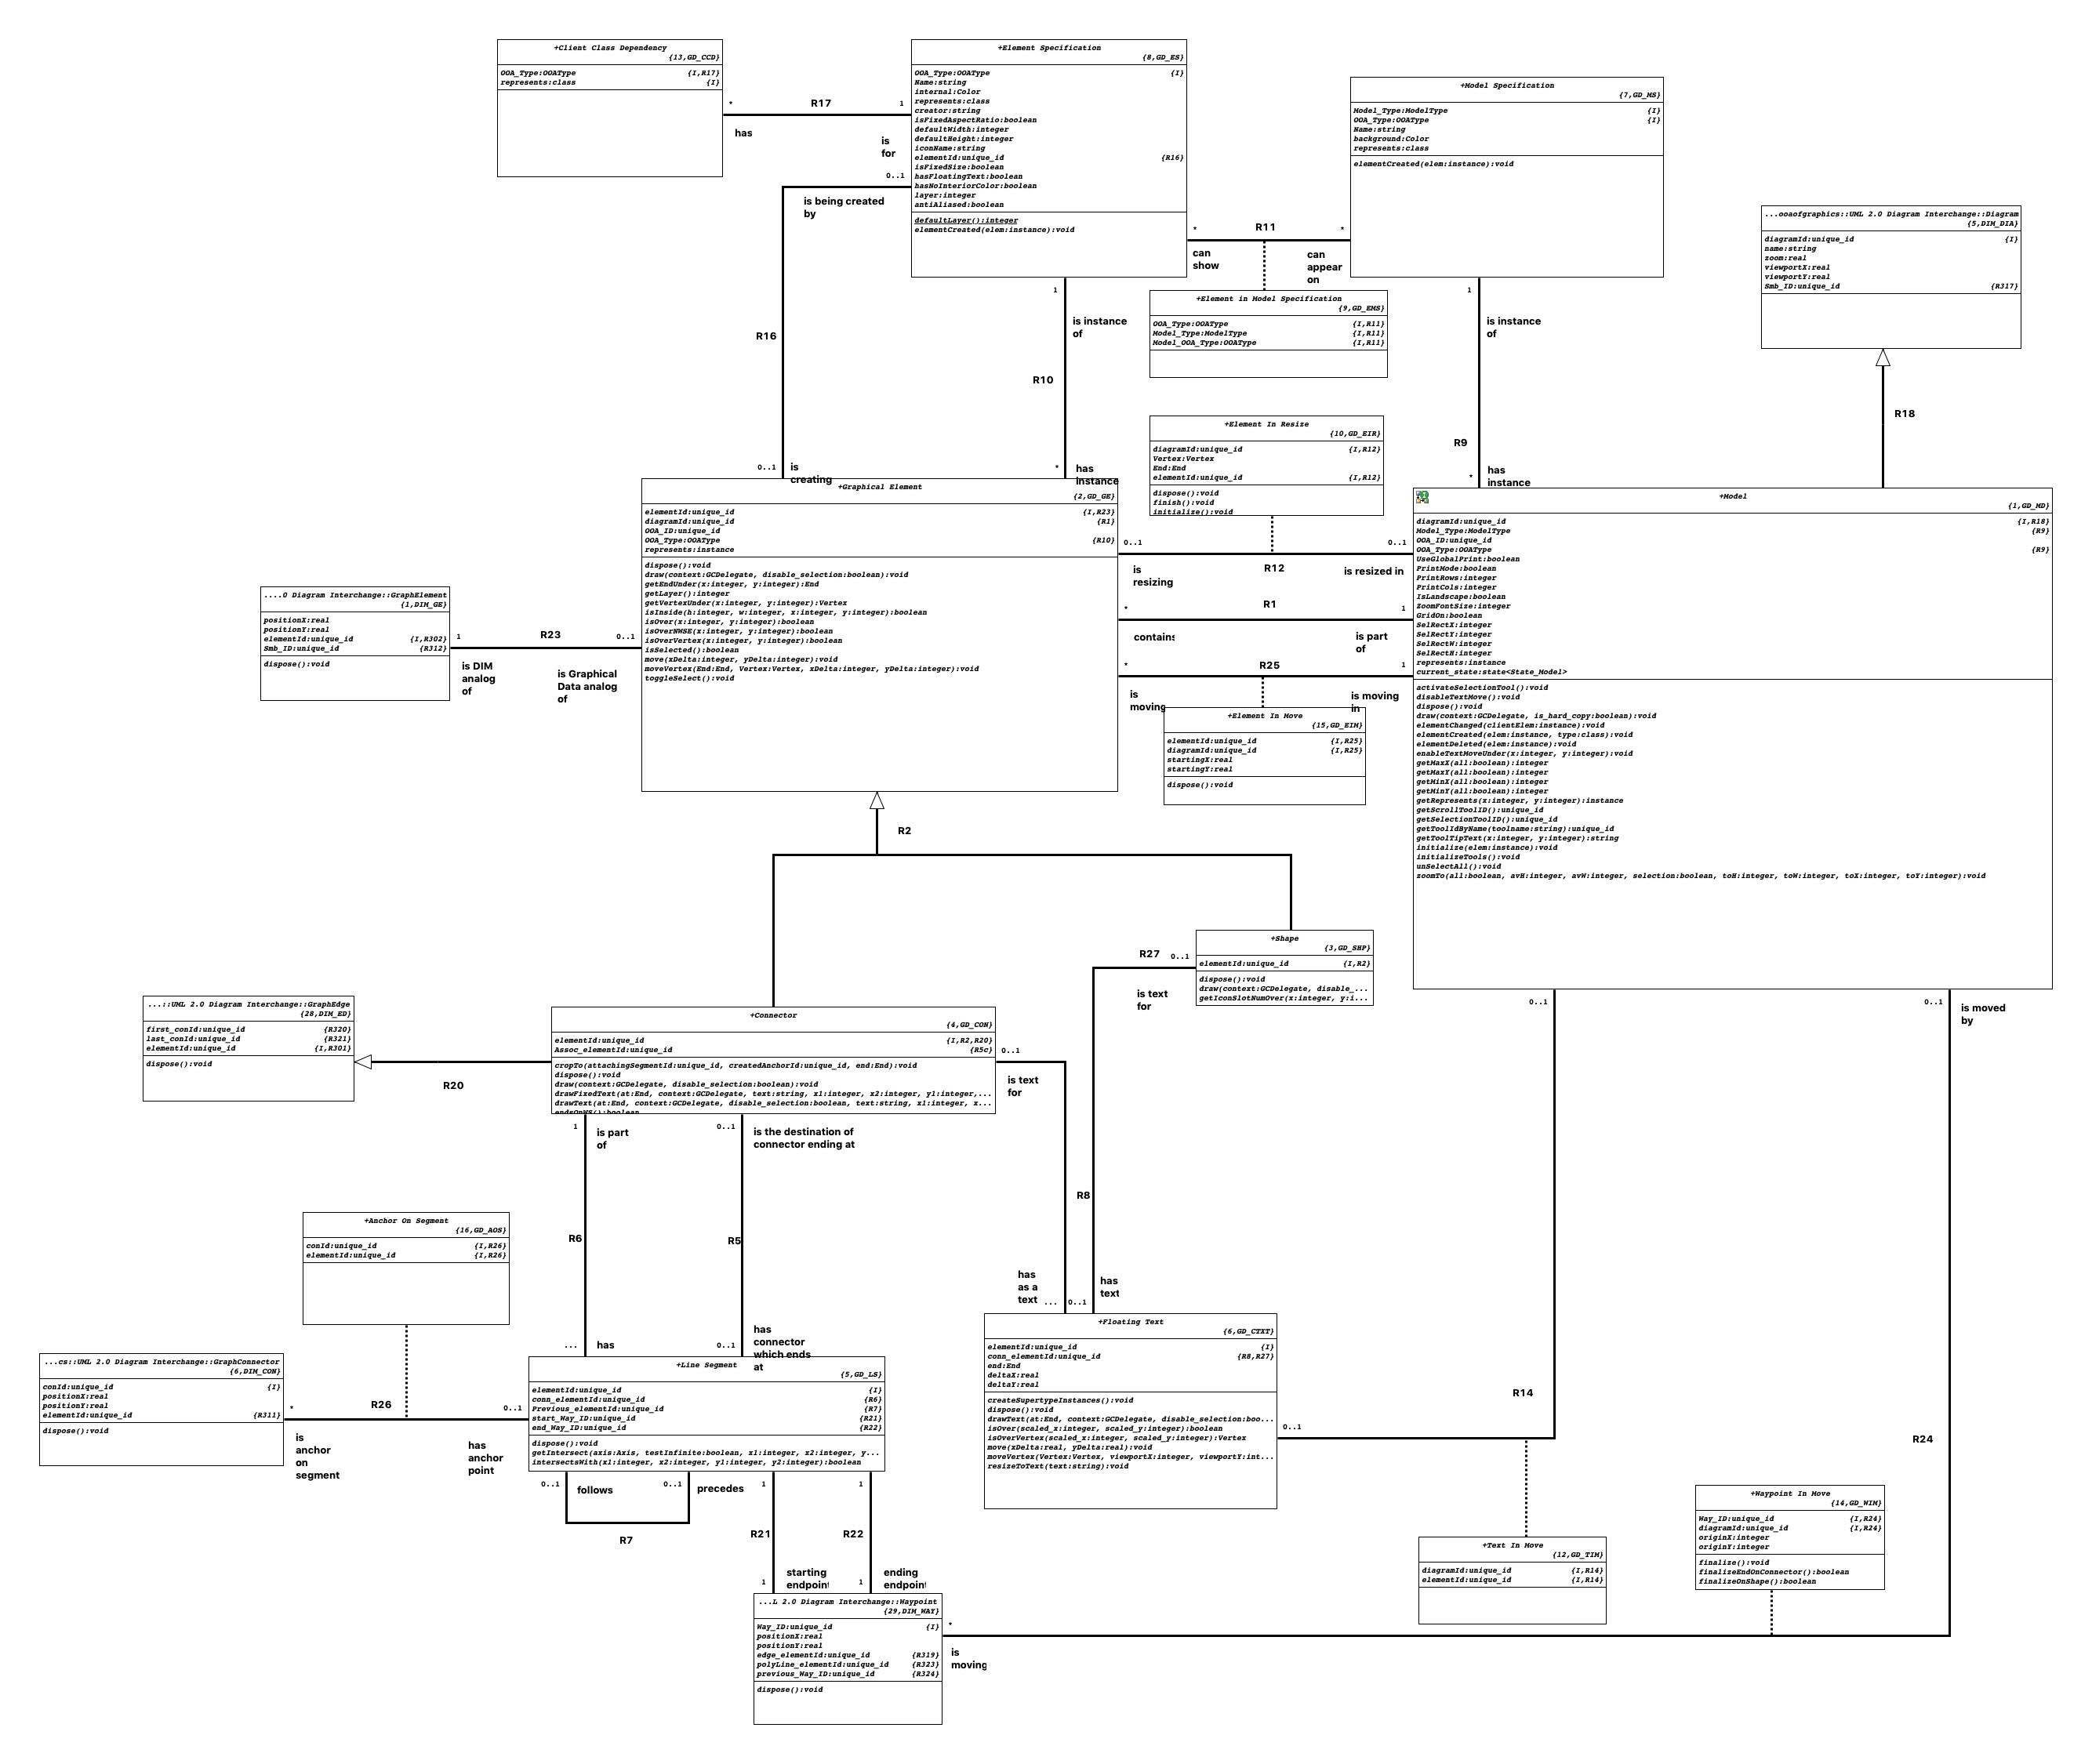 +Client Class Dependency
{13,GD_CCD}
OOA_Type:OOAType {I,R17}
represents:class {I}
+Element Specification
{8,GD_ES}
OOA_Type:OOAType {I}
Name:string
internal:Color
represents:class
creator:string
isFixedAspectRatio:boolean
defaultWidth:integer
defaultHeight:integer
iconName:string
elementId:unique_id {R16}
isFixedSize:boolean
hasFloatingText:boolean
hasNoInteriorColor:boolean
layer:integer
antiAliased:boolean
defaultLayer():integer
elementCreated(elem:instance):void
+Model Specification
{7,GD_MS}
Model_Type:ModelType {I}
OOA_Type:OOAType {I}
Name:string
background:Color
represents:class
elementCreated(elem:instance):void
...ooaofgraphics::UML 2.0 Diagram Interchange::Diagram
{5,DIM_DIA}
diagramId:unique_id {I}
name:string
zoom:real
viewportX:real
viewportY:real
Smb_ID:unique_id {R317}
* R17 1
has
is
for
0..1
is being created
by
R16
0..1
is
creating
* R11 *
can
show
can
appear
on
+Element in Model Specification
{9,GD_EMS}
OOA_Type:OOAType {I,R11}
Model_Type:ModelType {I,R11}
Model_OOA_Type:OOAType {I,R11}
1
is instance
of
R10
*
has
instance
1
is instance
of
R9
*
has
instance
R18
+Element In Resize
{10,GD_EIR}
diagramId:unique_id {I,R12}
Vertex:Vertex
End:End
elementId:unique_id {I,R12}
dispose():void
finish():void
initialize():void
+Graphical Element
{2,GD_GE}
elementId:unique_id {I,R23}
diagramId:unique_id {R1}
OOA_ID:unique_id
OOA_Type:OOAType {R10}
represents:instance
dispose():void
draw(context:GCDelegate, disable_selection:boolean):void
getEndUnder(x:integer, y:integer):End
getLayer():integer
getVertexUnder(x:integer, y:integer):Vertex
isInside(h:integer, w:integer, x:integer, y:integer):boolean
isOver(x:integer, y:integer):boolean
isOverNWSE(x:integer, y:integer):boolean
isOverVertex(x:integer, y:integer):boolean
isSelected():boolean
move(xDelta:integer, yDelta:integer):void
moveVertex(End:End, Vertex:Vertex, xDelta:integer, yDelta:integer):void
toggleSelect():void
+Model
{1,GD_MD}
diagramId:unique_id {I,R18}
Model_Type:ModelType {R9}
OOA_ID:unique_id
OOA_Type:OOAType {R9}
UseGlobalPrint:boolean
PrintMode:boolean
PrintRows:integer
PrintCols:integer
IsLandscape:boolean
ZoomFontSize:integer
GridOn:boolean
SelRectX:integer
SelRectY:integer
SelRectW:integer
SelRectH:integer
represents:instance
current_state:state<State_Model>
activateSelectionTool():void
disableTextMove():void
dispose():void
draw(context:GCDelegate, is_hard_copy:boolean):void
elementChanged(clientElem:instance):void
elementCreated(elem:instance, type:class):void
elementDeleted(elem:instance):void
enableTextMoveUnder(x:integer, y:integer):void
getMaxX(all:boolean):integer
getMaxY(all:boolean):integer
getMinX(all:boolean):integer
getMinY(all:boolean):integer
getRepresents(x:integer, y:integer):instance
getScrollToolID():unique_id
getSelectionToolID():unique_id
getToolIdByName(toolname:string):unique_id
getToolTipText(x:integer, y:integer):string
initialize(elem:instance):void
initializeTools():void
unSelectAll():void
zoomTo(all:boolean, avH:integer, avW:integer, selection:boolean, toH:integer, toW:integer, toX:integer, toY:integer):void
0..1 0..1
is
resizing
R12
is resized in
* R1 1
contains
is part
of
* R25 1
is
moving
is moving
in
+Element In Move
{15,GD_EIM}
elementId:unique_id {I,R25}
diagramId:unique_id {I,R25}
startingX:real
startingY:real
dispose():void
....0 Diagram Interchange::GraphElement
{1,DIM_GE}
positionX:real
positionY:real
elementId:unique_id {I,R302}
Smb_ID:unique_id {R312}
dispose():void
1 R23 0..1
is DIM
analog
of
is Graphical
Data analog
of
R2
+Shape
{3,GD_SHP}
elementId:unique_id {I,R2}
dispose():void
draw(context:GCDelegate, disable_...
getIconSlotNumOver(x:integer, y:i...
R27 0..1
is text
for
...::UML 2.0 Diagram Interchange::GraphEdge
{28,DIM_ED}
first_conId:unique_id {R320}
last_conId:unique_id {R321}
elementId:unique_id {I,R301}
dispose():void
R20
+Connector
{4,GD_CON}
elementId:unique_id {I,R2,R20}
Assoc_elementId:unique_id {R5c}
cropTo(attachingSegmentId:unique_id, createdAnchorId:unique_id, end:End):void
dispose():void
draw(context:GCDelegate, disable_selection:boolean):void
drawFixedText(at:End, context:GCDelegate, text:string, x1:integer, x2:integer, y1:integer,...
drawText(at:End, context:GCDelegate, disable_selection:boolean, text:string, x1:integer, x...
endsOnWS():boolean
0..1
is text
for
0..1
0..1
is moved
by
1
is part
of
0..1
is the destination of
connector ending at
R8
R6
R5
+Anchor On Segment
{16,GD_AOS}
conId:unique_id {I,R26}
elementId:unique_id {I,R26}
has
as a
text ...
0..1
has
text
...
has
0..1
has
connector
which ends
at
+Floating Text
{6,GD_CTXT}
elementId:unique_id {I}
conn_elementId:unique_id {R8,R27}
end:End
deltaX:real
deltaY:real
createSupertypeInstances():void
dispose():void
drawText(at:End, context:GCDelegate, disable_selection:boo...
isOver(scaled_x:integer, scaled_y:integer):boolean
isOverVertex(scaled_x:integer, scaled_y:integer):Vertex
move(xDelta:real, yDelta:real):void
moveVertex(Vertex:Vertex, viewportX:integer, viewportY:int...
resizeToText(text:string):void
...cs::UML 2.0 Diagram Interchange::GraphConnector
{6,DIM_CON}
conId:unique_id {I}
positionX:real
positionY:real
elementId:unique_id {R311}
dispose():void
* R26 0..1
is
anchor
on
segment
has
anchor
point
+Line Segment
{5,GD_LS}
elementId:unique_id {I}
conn_elementId:unique_id {R6}
Previous_elementId:unique_id {R7}
start_Way_ID:unique_id {R21}
end_Way_ID:unique_id {R22}
dispose():void
getIntersect(axis:Axis, testInfinite:boolean, x1:integer, x2:integer, y...
intersectsWith(x1:integer, x2:integer, y1:integer, y2:integer):boolean
R14
0..1
R24
0..1 follows 0..1 precedes
R7
1 1
R21 R22
1
starting
endpoint
1
ending
endpoint
+Text In Move
{12,GD_TIM}
diagramId:unique_id {I,R14}
elementId:unique_id {I,R14}
+Waypoint In Move
{14,GD_WIM}
Way_ID:unique_id {I,R24}
diagramId:unique_id {I,R24}
originX:integer
originY:integer
finalize():void
finalizeEndOnConnector():boolean
finalizeOnShape():boolean
...L 2.0 Diagram Interchange::Waypoint
{29,DIM_WAY}
Way_ID:unique_id {I}
positionX:real
positionY:real
edge_elementId:unique_id {R319}
polyLine_elementId:unique_id {R323}
previous_Way_ID:unique_id {R324}
dispose():void
*
is
moving